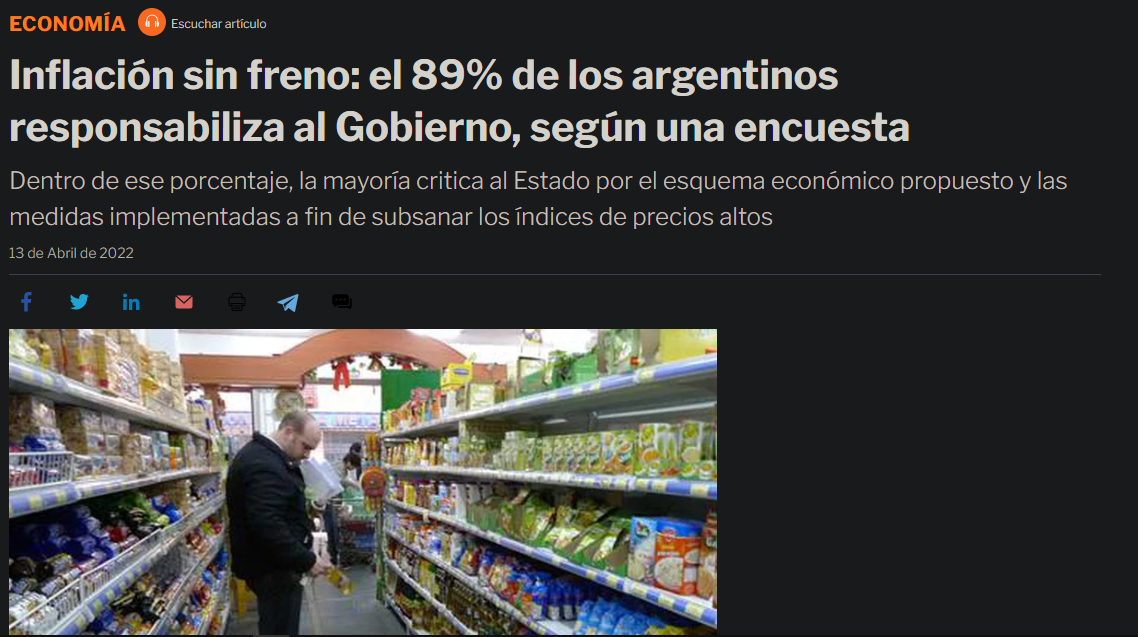 ECONOMÍA Escuchar artículo
Inflación sin freno: el 89% de los argentinos
responsabiliza al Gobierno, según una encuesta
Dentro de ese porcentaje, la mayoría critica al Estado por el esquema económico propuesto y las
medidas implementadas a fin de subsanar los índices de precios altos
13 de Abril de 2022